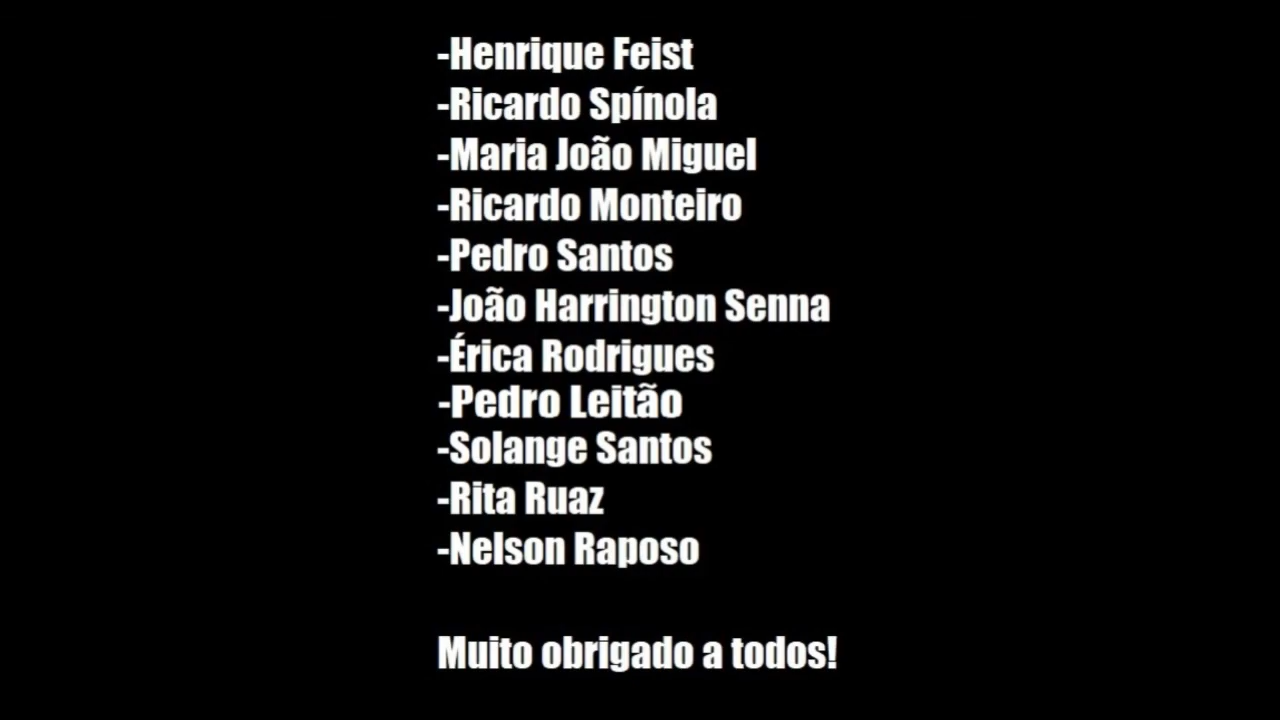 -Henrique Feist
-Ricardo Spínola
-Maria João Miguel
-Ricardo Monteiro
-Pedro Santos
-João Harrington Senna
-Érica Rodrigues
-Pedro Leitão
-Solange Santos
-Rita Ruaz
-Nelson Raposo
Muito obrigado a todos!